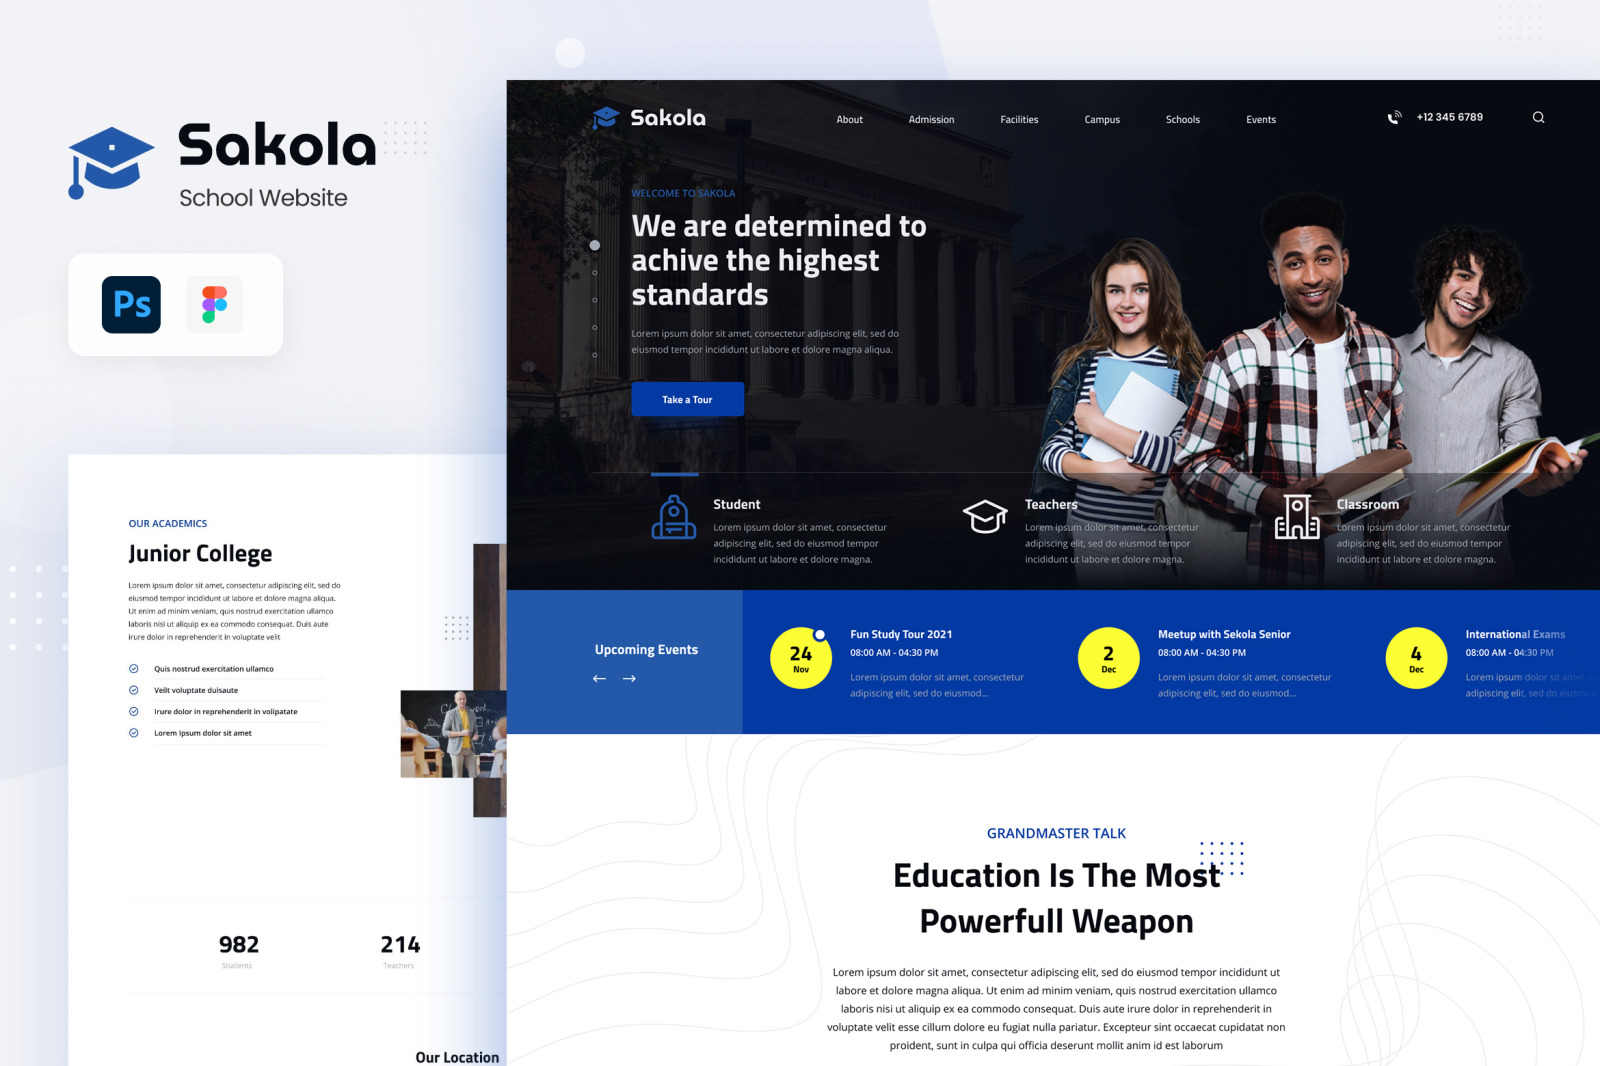 Sakola
School Website
Ps
OUR ACADEMICS
Junior College
Lorem ipsum dolor sit amet, consectetur adipiscing elit, sed do
eiusmod tempor incididunt ut labore et dolore magna aliqua.
Ut enim ad minim veniam, quis nostrud exercitation ullamco
laboris nisi ut aliquip ex ea commodo consequat. Duis aute
irure dolor in reprehenderit in voluptate velit
Quis nostrud exercitation ullamco
Veilt voluptate duisaute
Irure dolor in reprehenderit in volipatate
Lorem Ipsum dolor sit amet
982
Students
214
Teachers
Our Location
Sakola
About
Admission
Facilities
Campus
Schools
Events
+12 345 6789
WELCOME TO SAKOLA
We are determined to
achive the highest
standards
Lorem ipsum dolor sit amet, consectetur adipiscing elit, sed do
eiusmod tempor incididunt ut labore et dolore magna aliqua.
Take a Tour
Student
Lorem ipsum dolor sit amet, consectetur
adipiscing elit, sed do eiusmod tempor
incididunt ut labore et dolore magna.
Teachers
Lorem ipsum dolor sit amet, consectetur
adipiscing elit, sed do eiusmod tempor
incididunt ut labore et dolore magna.
Classroom
Lorem ipsum dolor sit amet, consectetur
adipiscing elit, sed do eiusmod tempor
incididunt ut labore et dolore magna.
Upcoming Events
24
Nov
Fun Study Tour 2021
08:00 AM - 04:30 PM
Lorem ipsum dolor sit amet, consectetur
adipiscing elit, sed do eiusmod...
2
Dec
Meetup with Sekola Senior
08:00 AM - 04:30 PM
Lorem ipsum dolor sit amet, consectetur
adipiscing elit, sed do eiusmod...
4
Dec
International Exams
08:00 AM - 04:30 PM
Lorem ipsum dolor sit amet,
adipiscing elit, sed do eiusmod
GRANDMASTER TALK
Education Is The Most
Powerfull Weapon
Lorem ipsum dolor sit amet, consectetur adipiscing elit, sed do eiusmod tempor incididunt ut
labore et dolore magna aliqua. Ut enim ad minim veniam, quis nostrud exercitation ullamco
laboris nisi ut aliquip ex ea commodo consequat. Duis aute irure dolor in reprehenderit in
voluptate velit esse cillum dolore eu fugiat nulla pariatur. Excepteur sint occaecat cupidatat non
proident, sunt in culpa qui officia deserunt mollit anim id est laborum